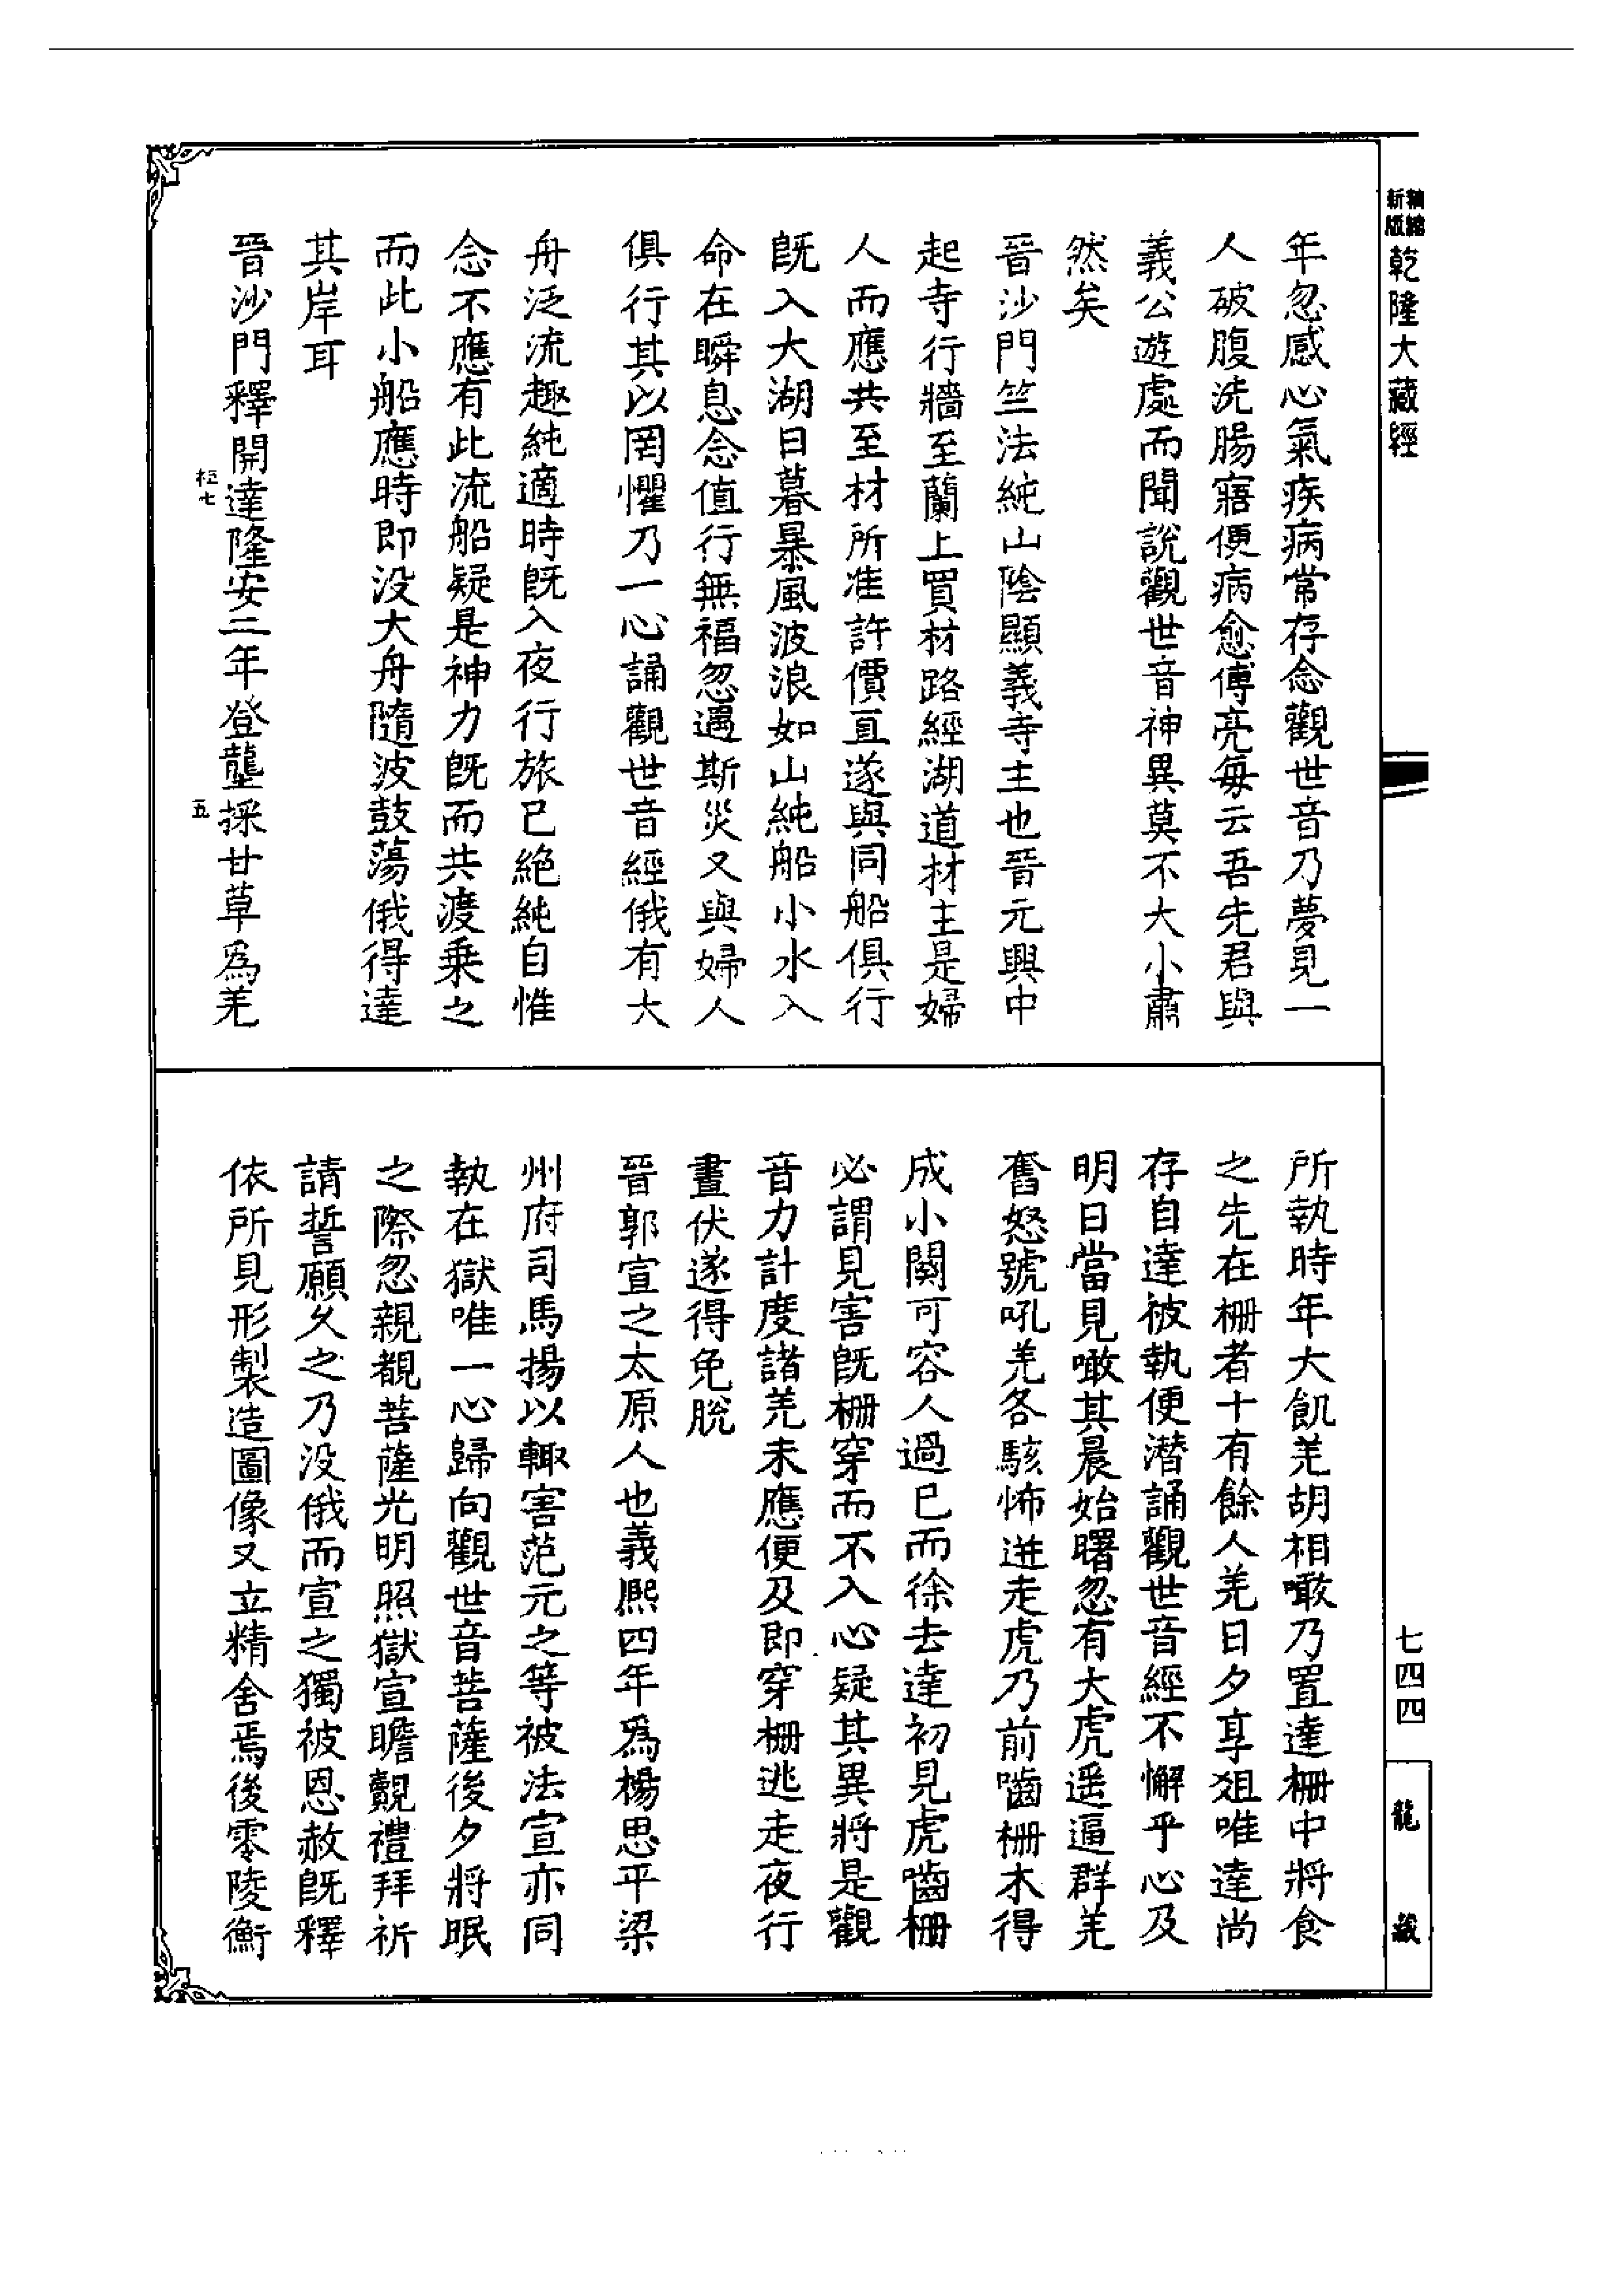 精縮新版乾隆大藏經
年忽感心氣疾病常存念觀世音乃夢見一
人破腹洗腸寤便病愈傅亮每云吾先君與
義公遊處而聞說觀世音神異莫不大小肅
然矣
晉沙門竺法純山陰顯義寺主也晉元興中
起寺行牆至蘭上買材路經湖道材主是婦
人而應共至材所准許價直遂與同船俱行
既入大湖日暮暴風波浪如山純船小水入
命在瞬息念值行無福忽遇斯災又與婦人
俱行其以罔懼乃一心誦觀世音經俄有大
舟泛流趣純適時既入夜行旅已絕純自惟
念不應有此流船疑是神力既而共渡乗之
而此小船應時即没大舟隨波鼓蕩俄得達
其岸耳
晉沙門釋開達隆安二年登壟採甘草爲羌
桓七
五
所執時年大飢羌胡相噉乃置達柵中將食
之先在柵者十有餘人羌日夕享俎唯達尚
存自達被執便潜誦觀世音經不懈乎心及
明日當見噉其晨始曙忽有大虎遥逼群羌
奮怒號吼羌各駭怖迸走虎乃前嚙柵木得
成小闕可容人過已而徐去達初見虎嚙柵
必謂見害既柵穿而不入心疑其異將是觀
音力計度諸羌未應便及即穿柵逃走夜行
晝伏遂得免脫
晉郭宣之太原人也義熙四年爲楊思平梁
州府司馬揚以輙害范元之等被法宣亦同
執在獄唯一心歸向觀世音菩薩後夕將眠
之際忽親覩菩薩光明照獄宣瞻覿禮拜祈
請誓願久之乃没俄而宣之獨被恩赦既釋
依所見形製造圖像又立精舍焉後零陵衡
七四四
龍藏